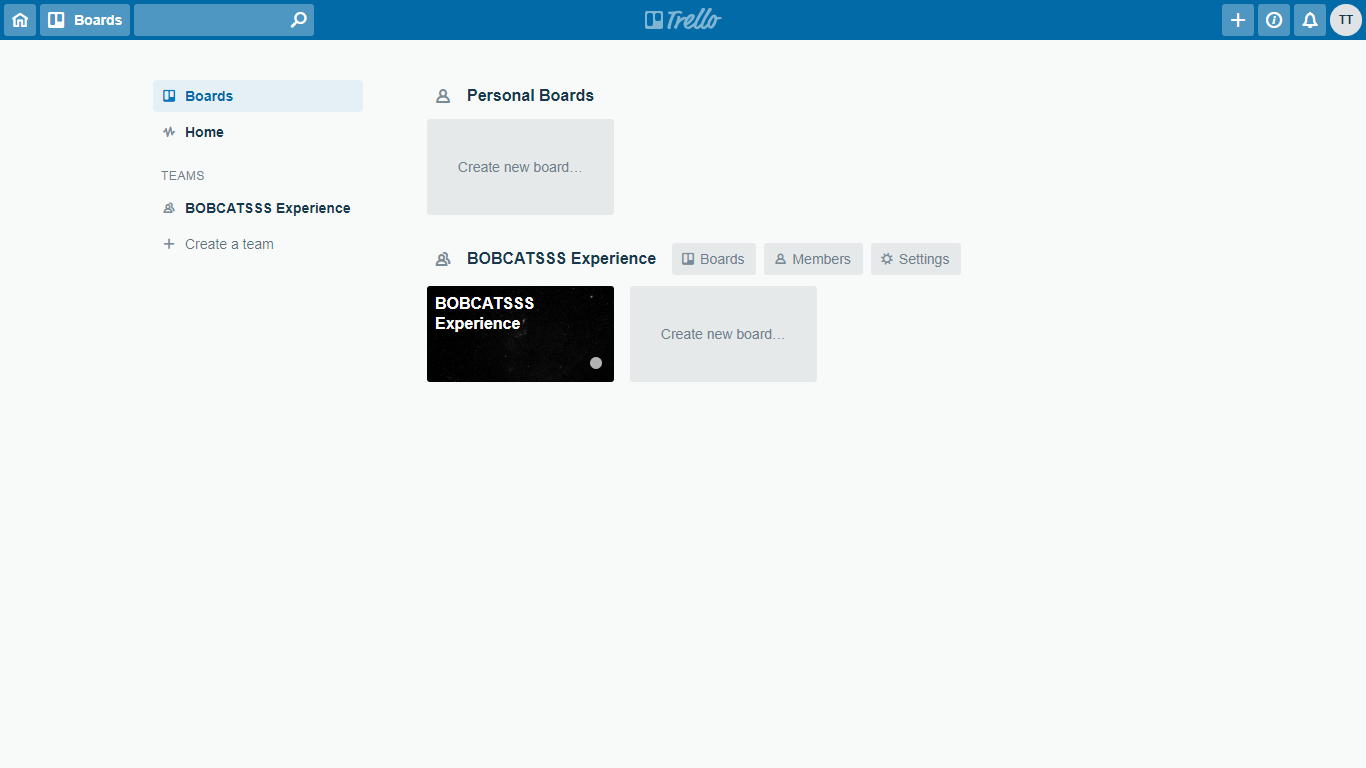 Boards
Trello
TT
Boards
Home
TEAMS
BOBCATSSS Experience
Create a team
Personal Boards
Create new board…
BOBCATSSS Experience
Boards
Members
Settings
BOBCATSSS
Experience
Create new board…